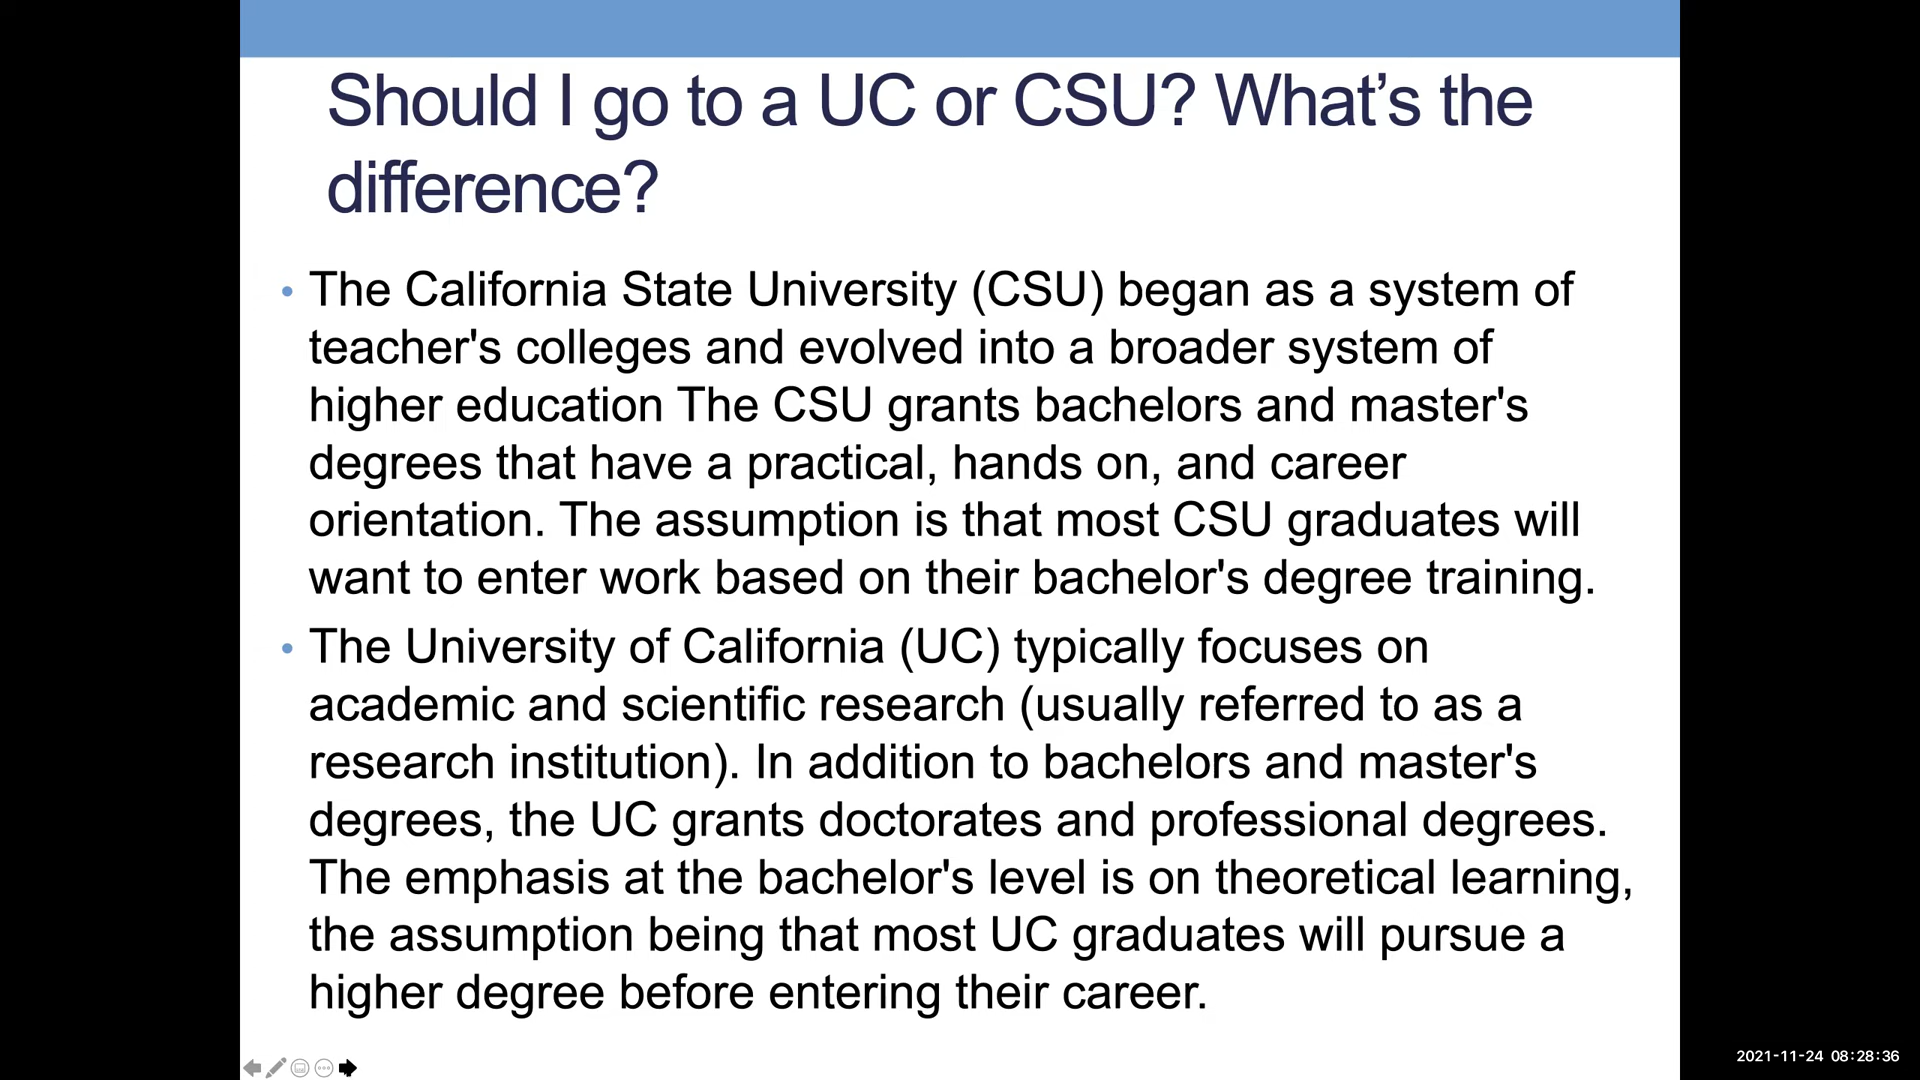 Should I go to a UC or CSU? What’s the
difference?
• The California State University (CSU) began as a system of
teacher's colleges and evolved into a broader system of
higher education The CSU grants bachelors and master's
degrees that have a practical, hands on, and career
orientation. The assumption is that most CSU graduates will
want to enter work based on their bachelor's degree training.
• The University of California (UC) typically focuses on
academic and scientific research (usually referred to as a
research institution). In addition to bachelors and master's
degrees, the UC grants doctorates and professional degrees.
The emphasis at the bachelor's level is on theoretical learning,
the assumption being that most UC graduates will pursue a
higher degree before entering their career.
2021-11-24 08:28:36